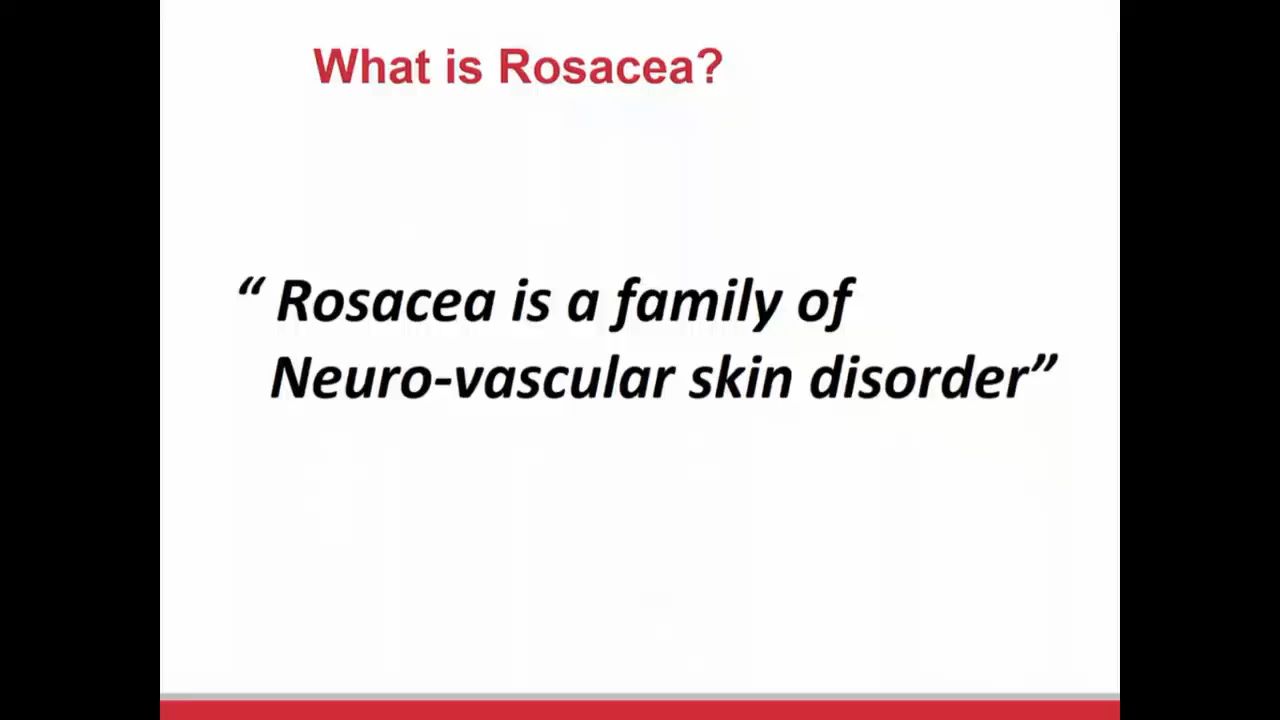 What is Rosacea?
“ Rosacea is a family of
Neuro-vascular skin disorder”